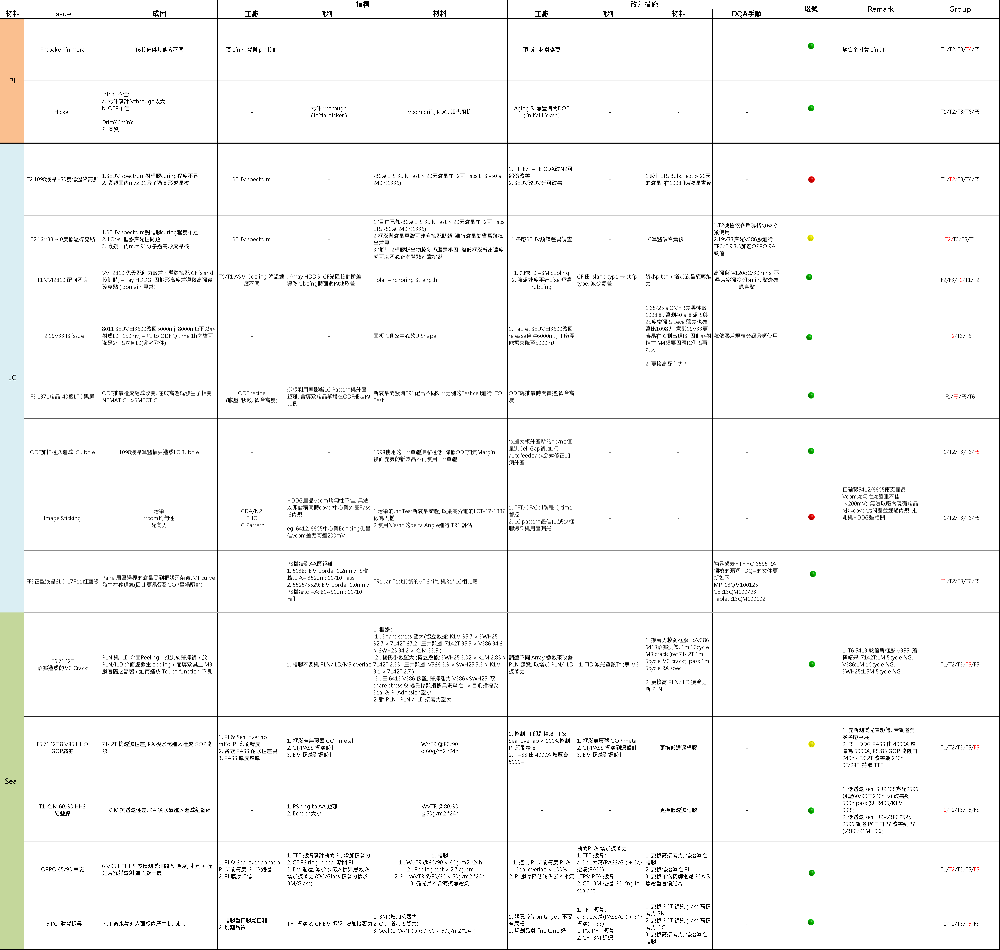 指標
改善措施
材料
Issue
成因
工廠
設計
材料
工廠
設計
材料
DQA手順
燈號
Remark
Group
PI
Prebake Pin mura
T6設備與其他廠不同
頂 pin 材質與 pin設計
-
-
頂 pin 材質變更
-
-
-
鈦合金材質 pinOK
T1/T2/T3/T6/F5
Flicker
Initial 不佳:
a. 元件設計 Vthrough太大
b. OTP不佳
Drift(60min):
PI 本質
-
元件 Vthrough
( initial flicker )
Vcom drift, RDC, 照光阻抗
Aging & 靜置時間DOE
( initial flicker )
-
-
-
T1/T2/T3/T6/F5
LC
T2 1098液晶 -50度低溫碎亮點
1.SEUV spectrum對框膠curing程度不足
2. 懷疑面內m/z 91分子過高形成晶核
SEUV spectrum
-
-30度LTS Bulk Test > 20天液晶在T2可 Pass LTS -50度
240h(1336)
1. PIPB/PAPB CDA改N2可
部份改善
2. SEUV改UV光可改善
-
1.設計LTS Bulk Test > 20天
的液晶, 在1098like液晶實踐
-
T1/T2/T3/T6/F5
T2 19V33 -40度低溫碎亮點
1.SEUV spectrum對框膠curing程度不足
2. LC vs. 框膠搭配性問題
3. 懷疑面內m/z 91分子過高形成晶核
SEUV spectrum
-
1.'目前已知-30度LTS Bulk Test > 20天液晶在T2可 Pass
LTS -50度 240h(1336)
2.框膠與液晶單體可能有搭配問題, 進行液晶缺省實驗找
出差異
3.推測T2框膠析出物較多仍應是根因, 降低框膠析出濃度
就可以不必針對單體刻意挑選
1.各廠SEUV頻譜差異調查
-
LC單體缺省實驗
1.T2機種依客戶規格分級分
類使用
2.19V33搭配V386膠進行
TR3/TR 3.5加速OPPO RA
驗證
T2/T3/T6/T1
T1 VVI2810 配向不良
VVI 2810 先天配向力較差，導致搭配 CF island
設計時, Array HDDG, 因地形高度差導致高溫後
碎亮點 ( domain 異常)
T0/T1 ASM Cooling 降溫速
度不同
, Array HDDG, CF光阻設計斷差，
導致rubbing時面對的地形差
Polar Anchoring Strength
1. 加快T0 ASM cooling
2. 降溫速度平行pixel短邊
rubbing
CF 由 island type → strip
type, 減少斷差
縮小pitch，增加液晶旋轉能
力
高溫儲存120oC/30mins, 不
疊片室溫冷卻5min, 點燈確
認亮點
F2/F3/T0/T1/T2
T2 19V33 IS issue
8011 SEUV由3600改回5000mj. 8000nits下以非
對成L0+150mv, ARC to ODF Q time 1h內皆可
滿足2h IS立判L0(參考附件)
-
-
面板IC側&中心的U Shape
1. Tablet SEUV由3600改回
release條件6000mJ, 工廠產
能需求降至5000mJ
1.65/25度C VHR差異性較
1098高, 實測40度高溫IS與
25度常溫IS Level落差也確
實比1098大, 意即19V33更
容易在IC側出現IS, 因此非對
稱在 M4須要因應IC側IS再
加大
2. 更換高配向力PI
種依客戶規格分級分類使用
T2/T3/T6
F3 1371液晶-40度LTO黑屏
ODF抽氣造成組成改變, 在較高溫就發生了相變
NEMATIC=>SMECTIC
ODF recipe
(底壓, 秒數, 微合高度)
排版利用率影響LC Pattern與外圍
距離, 會導致液晶單體在ODF抽走的
比例
新液晶開發時TR1配出不同SLV比例的Test cell進行LTO
Test
ODF總抽氣時間管控,微合高
度
-
-
-
F1/F3/F5/T6
ODF加抽過久造成LC ubble
1098液晶單體損失造成LC Bubble
-
-
1098使用的LLV單體沸點過低, 降低ODF抽氣Margin,
後面開發的新液晶不再使用LLV單體
依據大板外圍新的ne/no值
量測Cell Gap後, 進行
autofeedback公式修正加
滴外圈
-
-
-
T1/T2/T3/T6/F5
Image Sticking
污染
Vcom均勻性
配向力
CDA/N2
THC
LC Pattern
HDDG產品Vcom均勻性不佳, 無法
以非對稱同時cover中心與外圍Pass
IS內規.
eg. 6412, 6605中心與Bonding側最
佳vcom差距可達200mV
1.污染的Jar Test新液晶篩選, 以最高介電的LCT-17-1336
做為門檻
2.使用Nissan的delta Angle進行 TR1 評估
1. TFT/CF/Cell製程 Q time
管控
2. LC pattern最佳化,減少框
膠污染與周圍漏光
-
-
-
已確認6412/6605兩支產品
Vcom均勻性均嚴重不佳
(~200mV), 無法以廠內現有液晶
材料cover此問題並通過內規, 推
測與HDDG強相關
T1/T2/T3/T6/F5
FFS正型液晶SLC-17P11紅藍線
Panel周圍邊界的液晶受到框膠污染後, VT curve
發生左移現象(因此更易受到GOP電場驅動)
-
PS擋牆到AA區距離
1. 5038:  BM border 1.2mm/PS擋
牆to AA 352um: 10/10 Pass
2. 5525/5529: BM border 1.0mm/
PS擋牆to AA: 80~90um: 10/10
Fail
TR1 Jar Test前後的VT Shift, 與Ref LC相比較
-
-
-
補足過去HTHHO 6595 RA
攔檢的漏洞, DQA的文件更
新如下
MP :13QM100125
CE :13QM100793
Tablet :13QM100102
T1/T2/T3/T6/F5
Seal
T6 7142T
落摔造成的M3 Crack
PLN 與 ILD 介面Peeling，推測於落摔後，於
PLN/ILD 介面處發生 peeling，而導致其上 M3
膜層隨之斷裂，進而造成 Touch function 不良
-
1. 框膠不要與 PLN/ILD/M3 overlap
1. 框膠 :
(1). Share stress 望大(協立數據: K1M 95.7 > SWH25
92.7 > 7142T 87.2 ; 三井數據: 7142T 35.3 > V386 34.8
> SWH25 34.2 > K1M 33.8 )
(2). 楊氏係數望大 (協立數據: SWH25 3.02 > K1M 2.85 >
7142T 2.35 ; 三井數據: V386 3.9 > SWH25 3.3 > K1M
3.1 > 7142T 2.7 )
(3). 由 6413 V386 驗證, 落摔能力 V386<SWH25, 故
share stress & 楊氏係數指標無關聯性 -> 目前指標為
Seal & PI Adhesion望小
2. 新 PLN : PLN / ILD 接著力望大
調整不同 Array 參數來改善
PLN 膜質, 以增加 PLN/ ILD
接著力
1. TID 減光罩設計 (無 M3)
1. 接著力較弱框膠=>V386
6413落摔測試, 1m 10cycle
M3 crack (ref 7142T 1m
5cycle M3 crack), pass 1m
5cycle RA spec
2. 更換高 PLN/ILD 接著力
新 PLN
-
1. T6 6413 驗證新框膠 V386, 落
摔結果: 7142T:1M 5cycle NG,
V386:1M 10cycle NG,
SWH25:1.5M 5cycle NG
T1/T2/T3/T6/F5
F5 7142T 85/85 HHO
GOP腐蝕
7142T 抗透濕性差, RA 後水氣進入造成 GOP腐
蝕
1. PI & Seal overlap
ratio_PI 印刷精度
2. 各廠 PASS 耐水性差異
3. PASS 厚度增厚
1. 框膠有無覆蓋 GOP metal
2. GI/PASS 挖溝設計
3. BM 挖溝到邊設計
WVTR @80/90
< 60g/m2 *24h
1. 控制 PI 印刷精度 PI &
Seal overlap < 100%控制
PI 印刷精度
2. PASS 由 4000A 增厚為
5000A
1. 框膠無覆蓋 GOP metal
2. GI/PASS 挖溝到邊設計
3. BM 挖溝到邊設計
更換低透濕框膠
-
1. 開新測試光罩驗證, 若驗證有
效各廠平展
2. F5 HDDG PASS 由 4000A 增
厚為 5000A, 85/85 GOP 腐蝕由
240h 4F/32T 改善為 240h
0F/28T, 持續 TTF
T1/T2/T3/T6/F5
T1 K1M 60/90 HHS
紅藍線
K1M 抗透濕性差, RA 後水氣進入造成紅藍線
-
1. PS ring to AA 距離
2. Border 大小
WVTR @80/90
≦ 60g/m2 *24h
-
-
更換低透濕框膠
-
1. 低透濕 seal SUR405搭配2596
驗證60/90由240h fail改善到
500h pass (SUR405/K1M=
0.65)
2. 低透濕 seal UR-V386 搭配
2596 驗證 PCT 由 ?? 改善到 ??
(V386/K1M=0.9)
T1/T2/T3/T6/F5
OPPO 65/95 黑斑
65/95 HTHHS 累積測試時間 & 溫度, 水氣 + 偏
光片抗靜電劑 進入顯示區
1. PI & Seal overlap ratio :
PI 印刷精度, PI 不到邊
2. PI 膜厚降低
1. TFT 挖溝設計断開 PI, 增加接著力
2. CF PS ring in seal 断開 PI
3. BM 退邊, 減少水氣入侵界層數 &
增加接著力 (OC/Glass 接著力優於
BM/Glass)
1. 框膠
(1). WVTR @80/90 < 60g/m2 *24h
(2). Peeling test > 2.7kg/cm
2. PI : WVTR @80/90 < 60g/m2 *24h
3. 偏光片不含有抗靜電劑
1. 控制 PI 印刷精度 PI &
Seal overlap < 100%
2. PI 膜厚降低減少吸入水氣
断開PI & 增加接著力
1. TFT 挖溝 :
a-Si: 1大溝(PASS/GI) + 3小
挖溝(PASS)
LTPS: PFA 挖溝
2. CF : BM 退邊, PS ring in
sealant
1. 更換高接著力, 低透濕性
框膠
2. 更換低透濕性 PI
3. 更換不含抗靜電劑 PSA &
導電塗層偏光片
-
T1/T2/T3/T6/F5
T6 PCT體質提昇
PCT 後水氣進入面板內產生 bubble
1. 框膠塗佈膠寬控制
2. 切割品質
TFT 挖溝 & CF BM 退邊, 增加接著力
1. BM (增加接著力)
2. OC (增加接著力)
3. Seal (1. WVTR @80/90 < 60g/m2 *24h)
1. 膠寬控制on target, 不要
有局細
2. 切割品質 fine tune 好
1. TFT 挖溝 :
a-Si: 1大溝(PASS/GI) + 3小
挖溝(PASS)
LTPS: PFA 挖溝
2. CF : BM 退邊
1. 更換 PCT 後與 glass 高接
著力 BM
2. 更換 PCT 後與 glass 高接
著力 OC
3. 更換高接著力, 低透濕性
框膠
-
T1/T2/T3/T6/F5